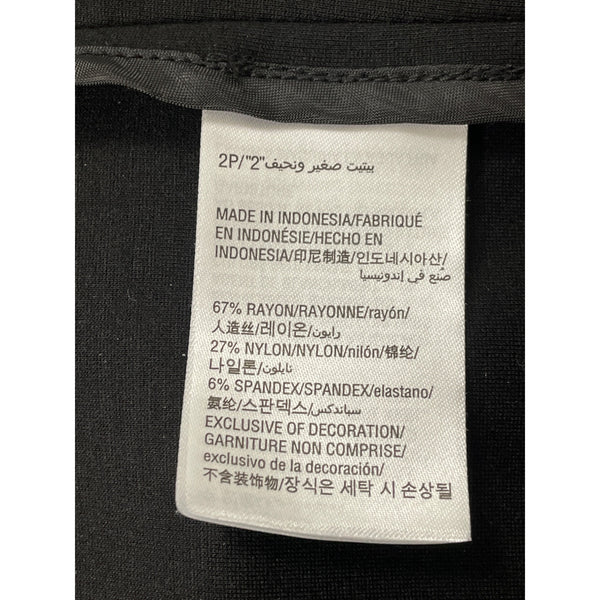 2P/"2"بيتيت صغير ونحيف
MADE IN INDONESIA/FABRIQUÉ
EN INDONÉSIE/HECHO EN
INDONESIA/印尼制造/인도네시아산/
صُنع في إندونيسيا
67% RAYON/RAYONNE/rayón/
人造丝/레이온/رايون/
27% NYLON/NYLON/nilón/锦纶/
나일론/نايلون/
6% SPANDEX/SPANDEX/elastano/
氨纶/스판덱스/سباندكس/
EXCLUSIVE OF DECORATION/
GARNITURE NON COMPRISE/
exclusivo de la decoración/
不含装饰物/장식은 세탁 시 손상될